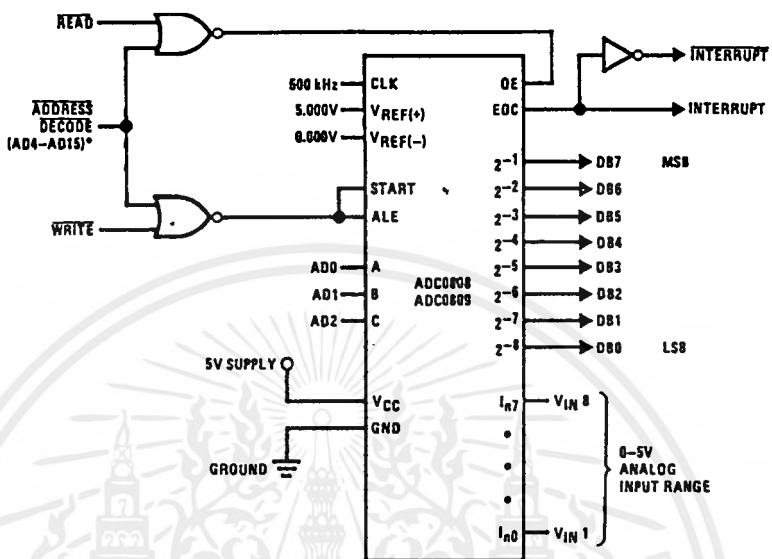 READ
ADDRESS
DECODE
(AD4–AD15)*
WRITE
500 kHz
CLK
5.000V
VREF(+)
0.000V
VREF(−)
START
ALE
AD0
A
AD1
B
AD2
C
5V SUPPLY
VCC
GND
GROUND
ADC0808
ADC0809
OE
EOC
INTERRUPT
INTERRUPT
2−1
DB7
MSB
2−2
DB6
2−3
DB5
2−4
DB4
2−5
DB3
2−6
DB2
2−7
DB1
2−8
DB0
LSB
In7
VIN 8
0–5V
ANALOG
INPUT RANGE
In0
VIN 1